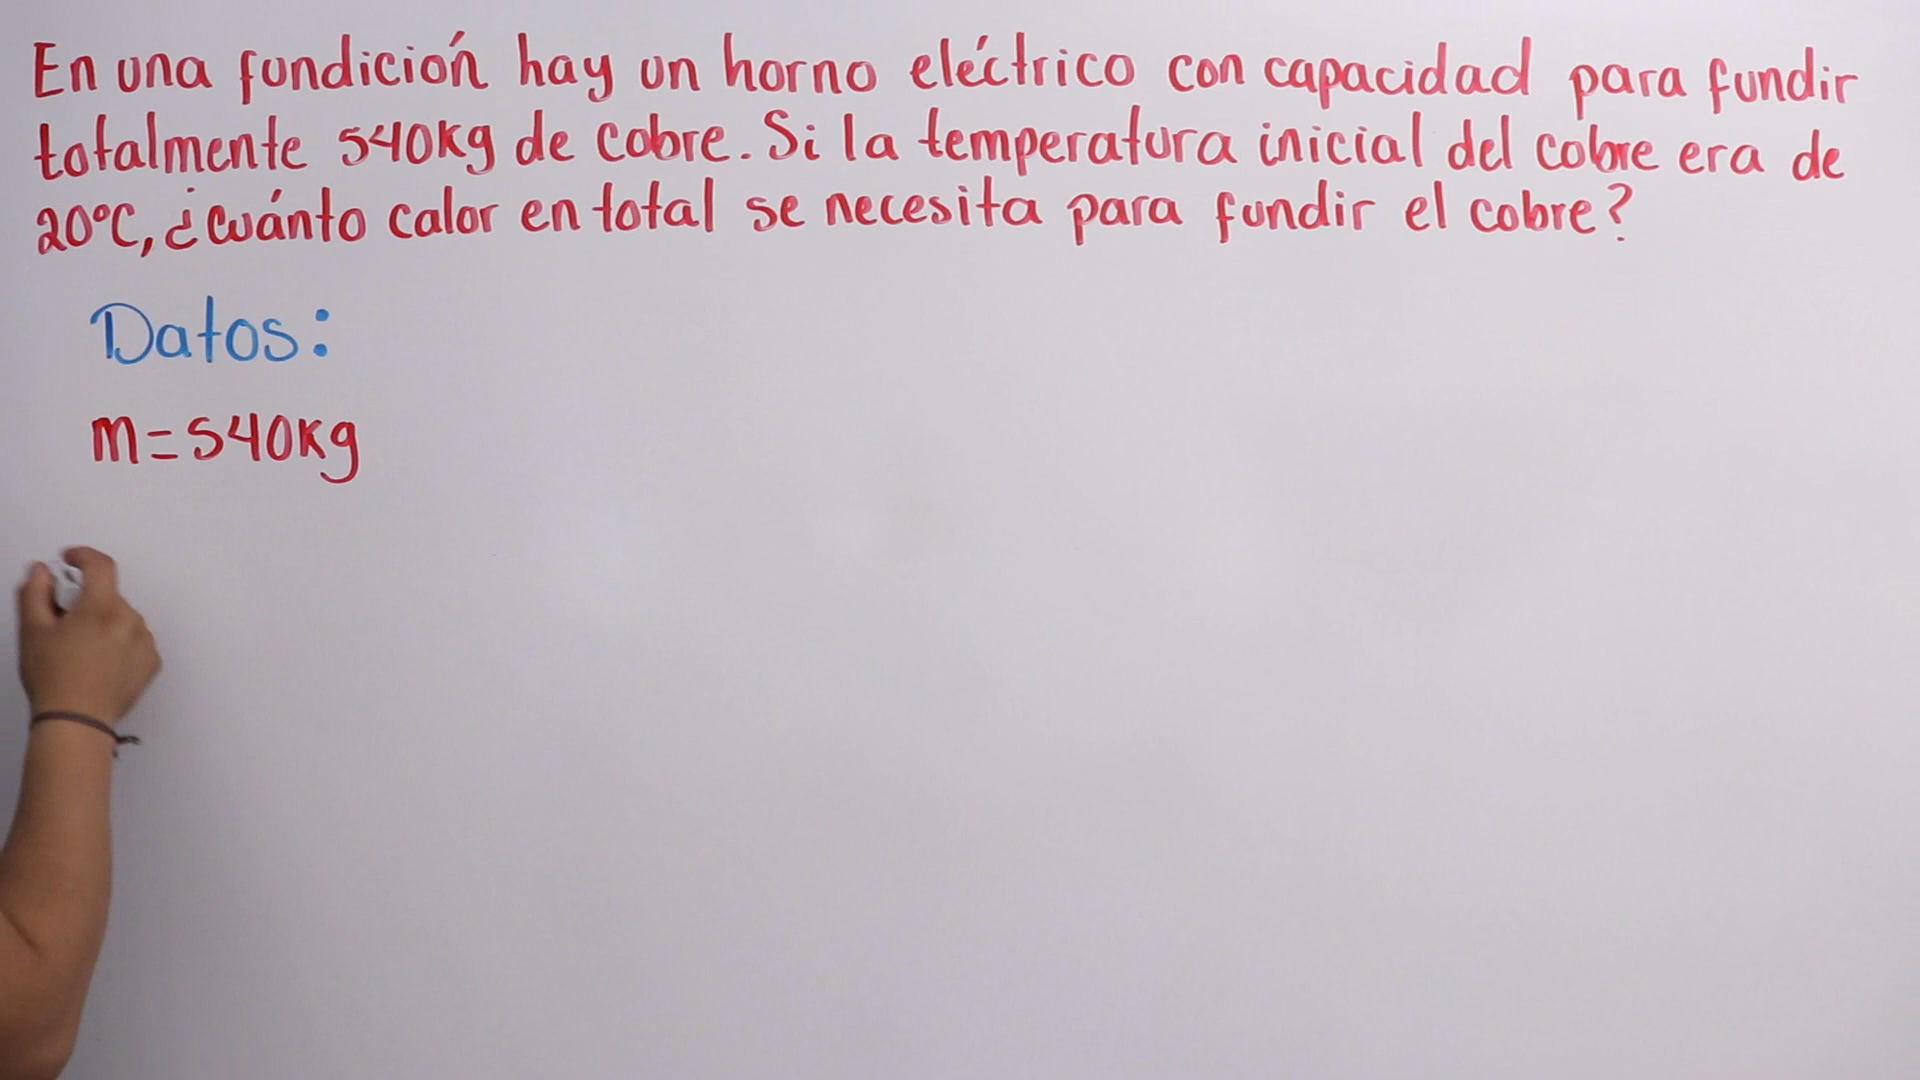 En una fundición hay un horno eléctrico con capacidad para fundir
totalmente 540kg de cobre. Si la temperatura inicial del cobre era de
20°C, ¿cuánto calor en total se necesita para fundir el cobre?
Datos:
m=540kg